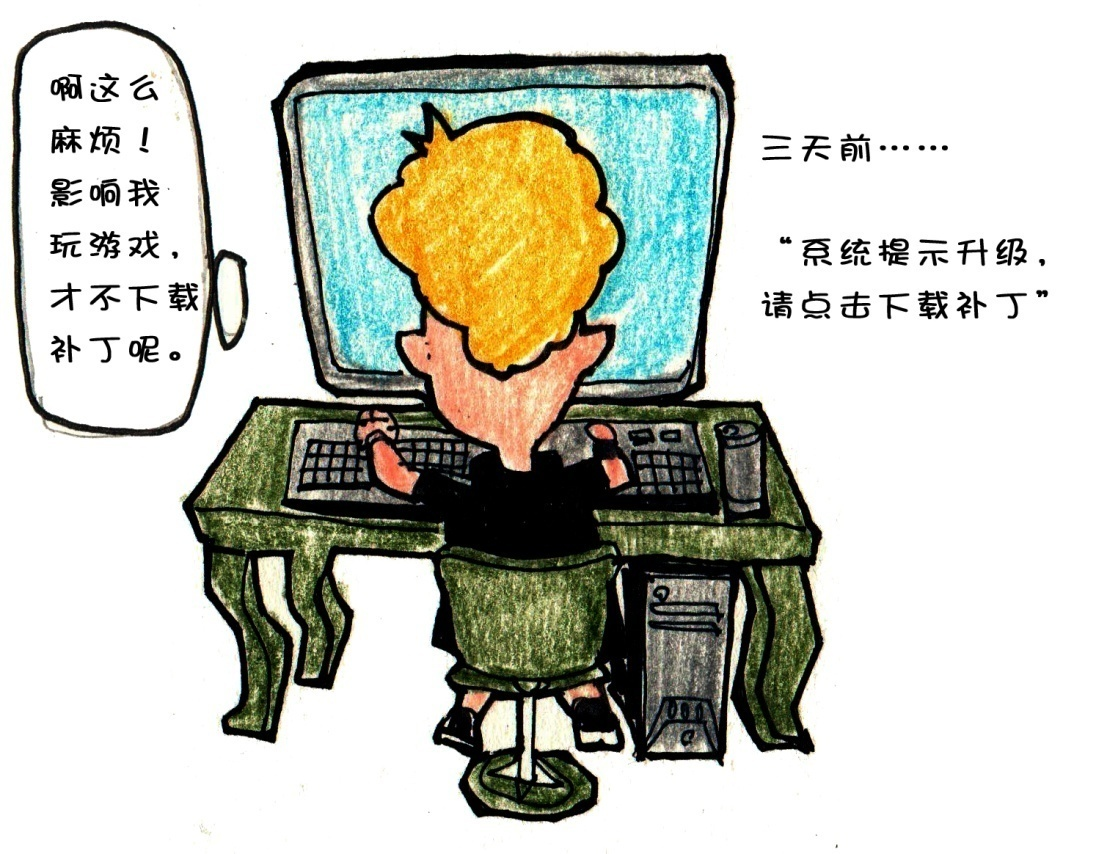 啊这么
麻烦！
影响我
玩游戏，
才不下载
补丁呢。
三天前……
“系统提示升级，
请点击下载补丁”